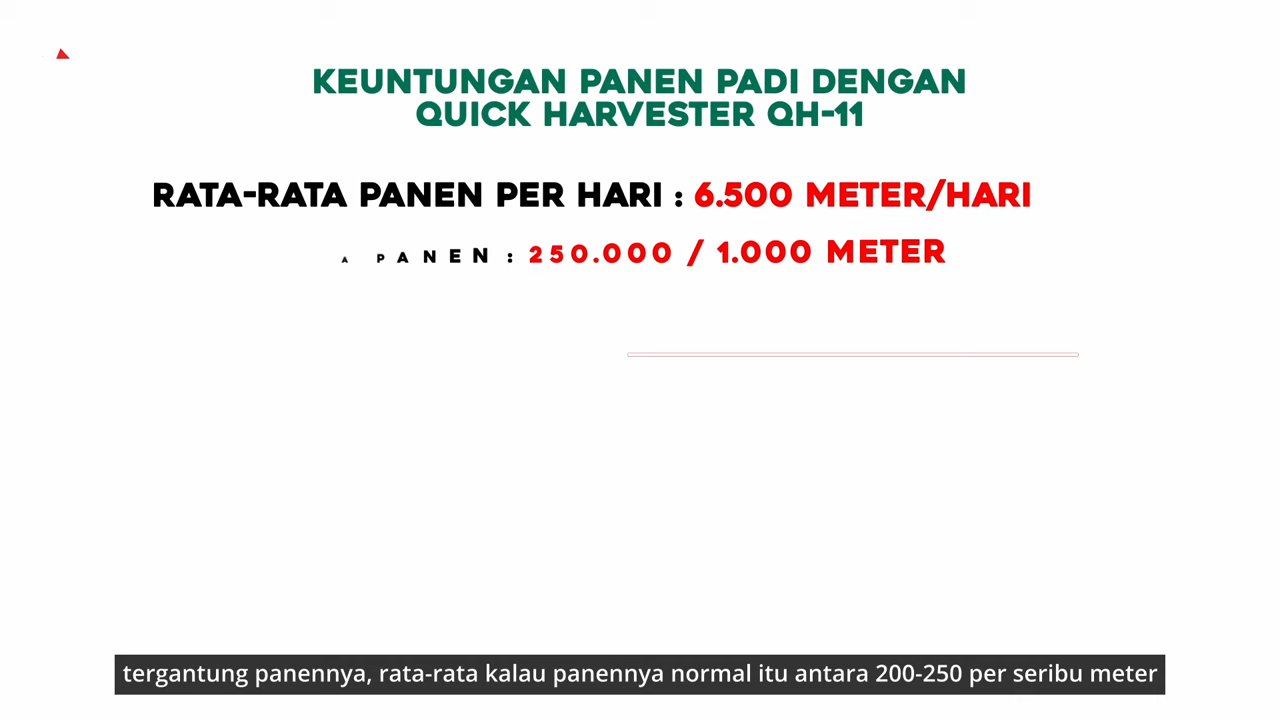 KEUNTUNGAN PANEN PADI DENGAN
QUICK HARVESTER QH-11
RATA-RATA PANEN PER HARI : 6.500 METER/HARI
A PANEN : 250.000 / 1.000 METER
tergantung panennya, rata-rata kalau panennya normal itu antara 200-250 per seribu meter